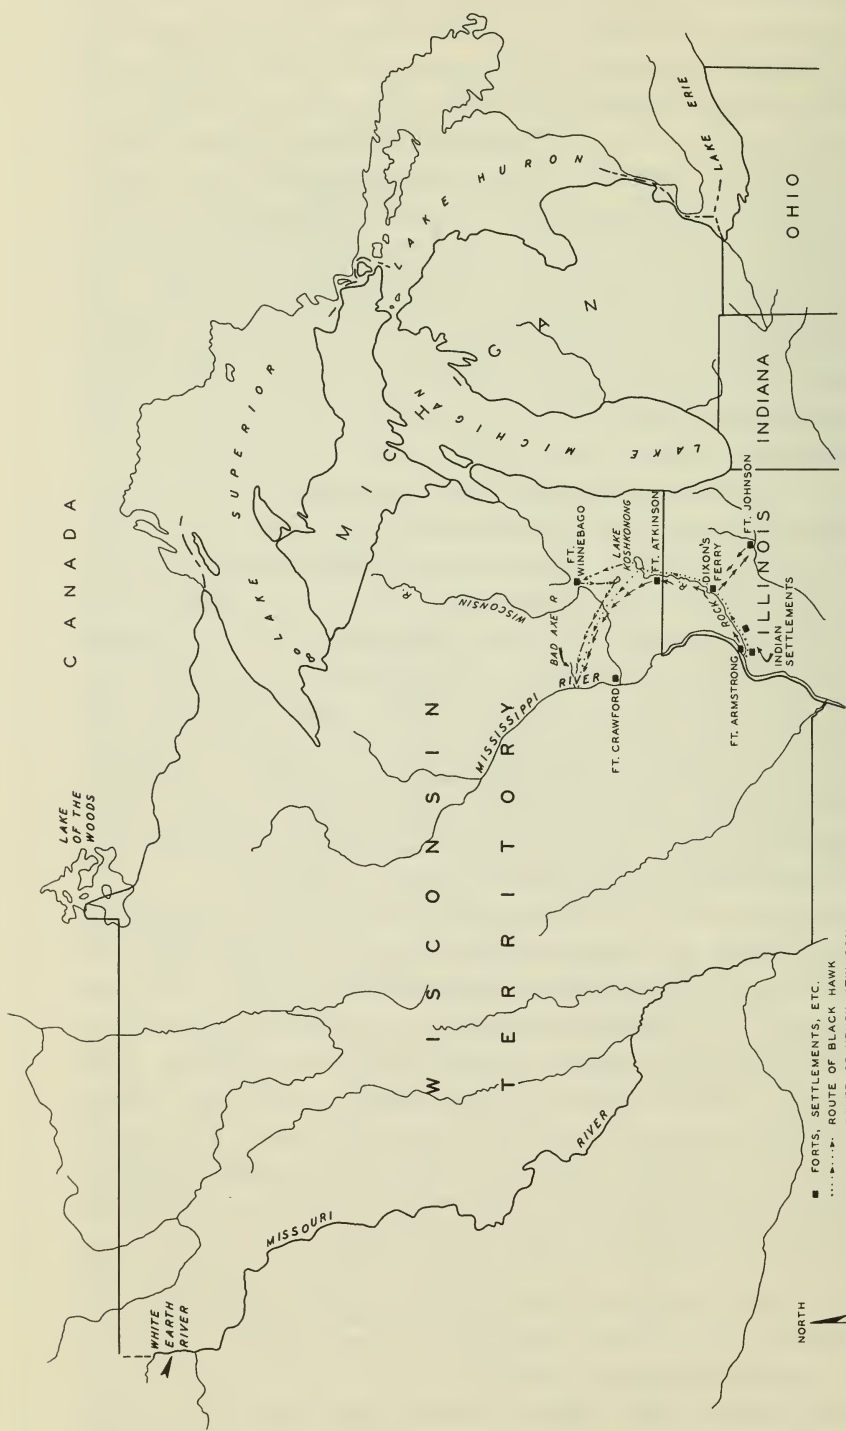 CANADA
LAKE
OF THE
WOODS
LAKE SUPERIOR
LAKE HURON
MICHIGAN
LAKE MICHIGAN
LAKE ERIE
OHIO
INDIANA
ILLINOIS
WISCONSIN
TERRITORY
WHITE
EARTH
RIVER
MISSOURI
RIVER
MISSISSIPPI
RIVER
WISCONSIN
R.
BAD AXE R
FT.
WINNEBAGO
LAKE
KOSHKONONG
FT. ATKINSON
FT. CRAWFORD
ROCK
R.
DIXON'S
FERRY
FT. JOHNSON
FT. ARMSTRONG
INDIAN
SETTLEMENTS
NORTH
FORTS, SETTLEMENTS, ETC.
ROUTE OF BLACK HAWK